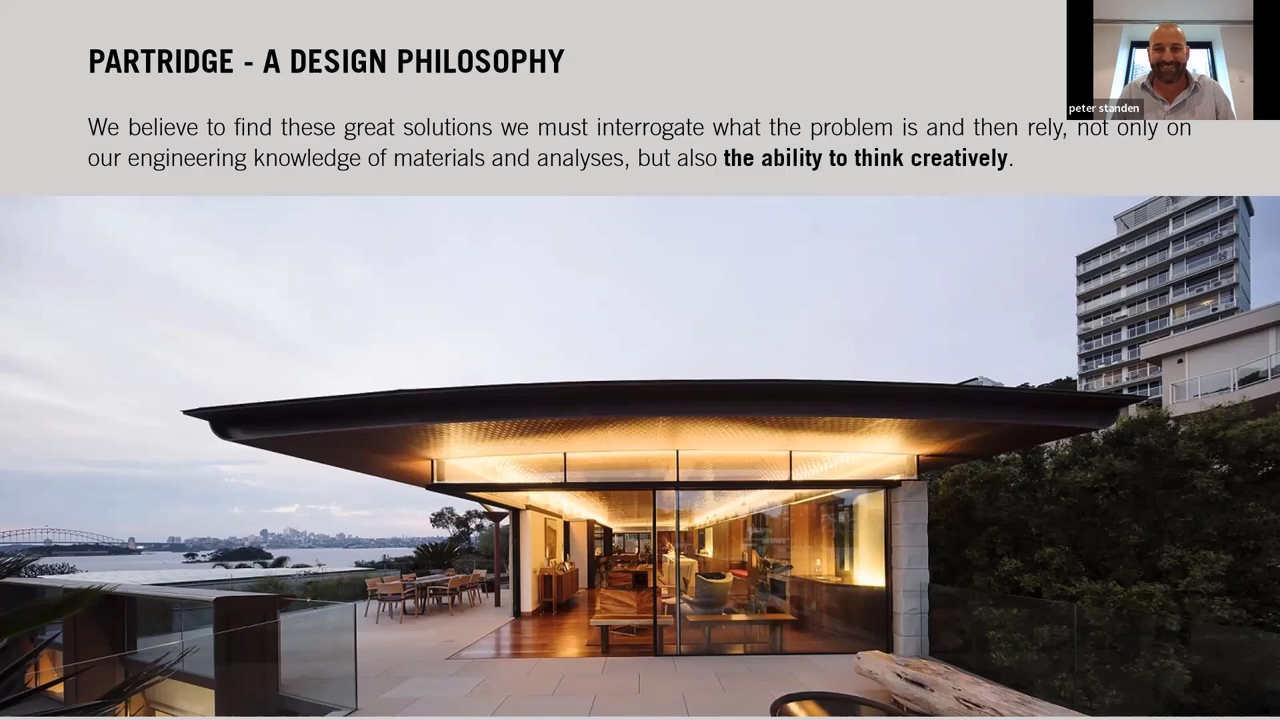 PARTRIDGE - A DESIGN PHILOSOPHY
peter standen
We believe to find these great solutions we must interrogate what the problem is and then rely, not only on
our engineering knowledge of materials and analyses, but also the ability to think creatively.